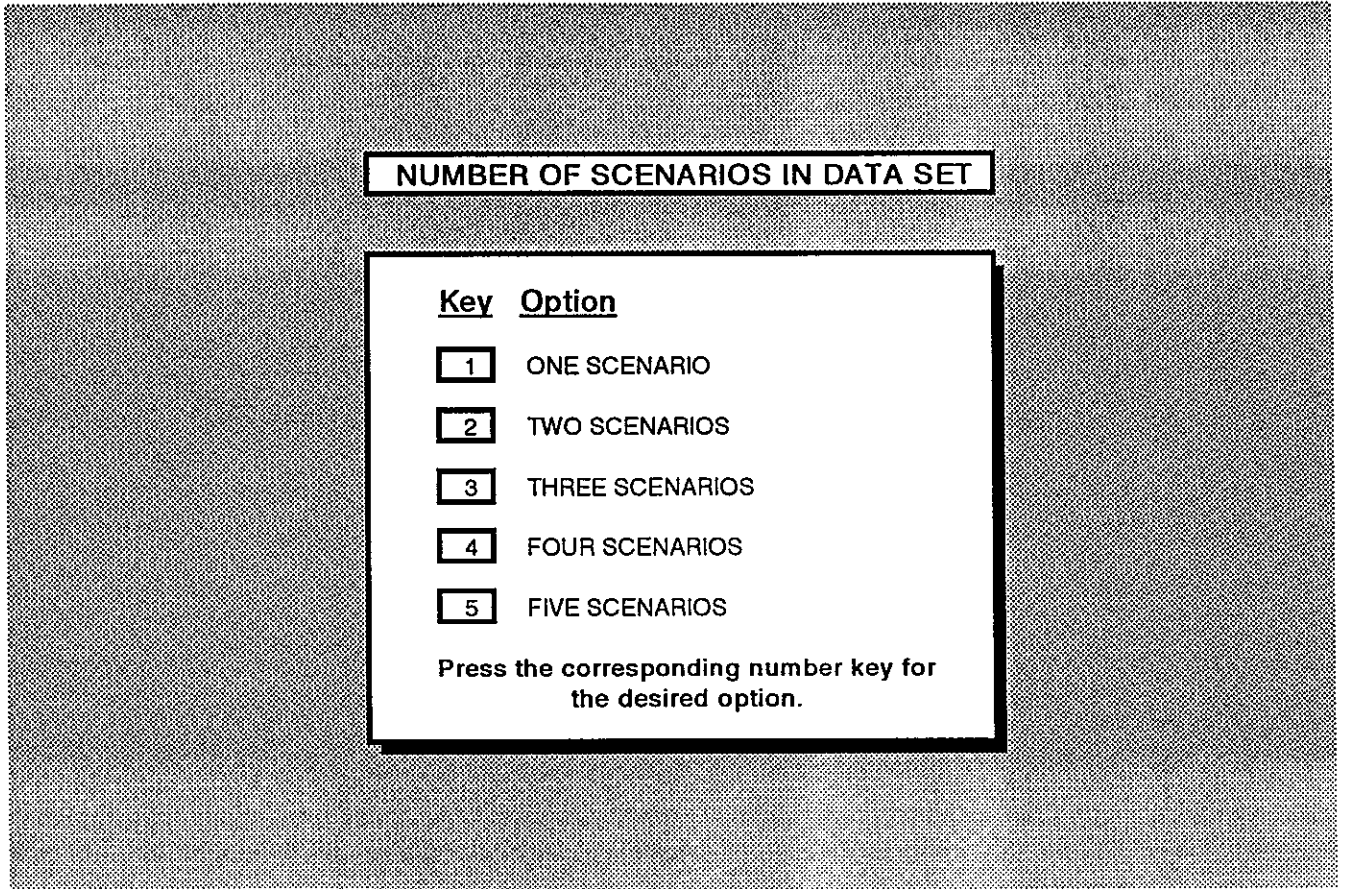 NUMBER OF SCENARIOS IN DATA SET
Key Option
1 ONE SCENARIO
2 TWO SCENARIOS
3 THREE SCENARIOS
4 FOUR SCENARIOS
5 FIVE SCENARIOS
Press the corresponding number key for
the desired option.